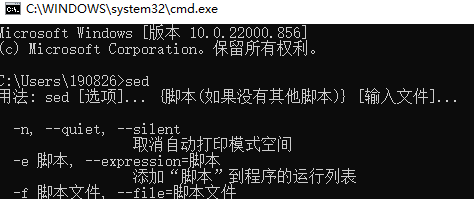 C:\WINDOWS\system32\cmd.exe
Microsoft Windows [版本 10.0.22000.856]
(c) Microsoft Corporation。保留所有权利。
C:\Users\190826>sed
用法: sed [选项]... {脚本(如果没有其他脚本)} [输入文件]...
-n, --quiet, --silent
取消自动打印模式空间
-e 脚本, --expression=脚本
添加“脚本”到程序的运行列表
-f 脚本文件, --file=脚本文件